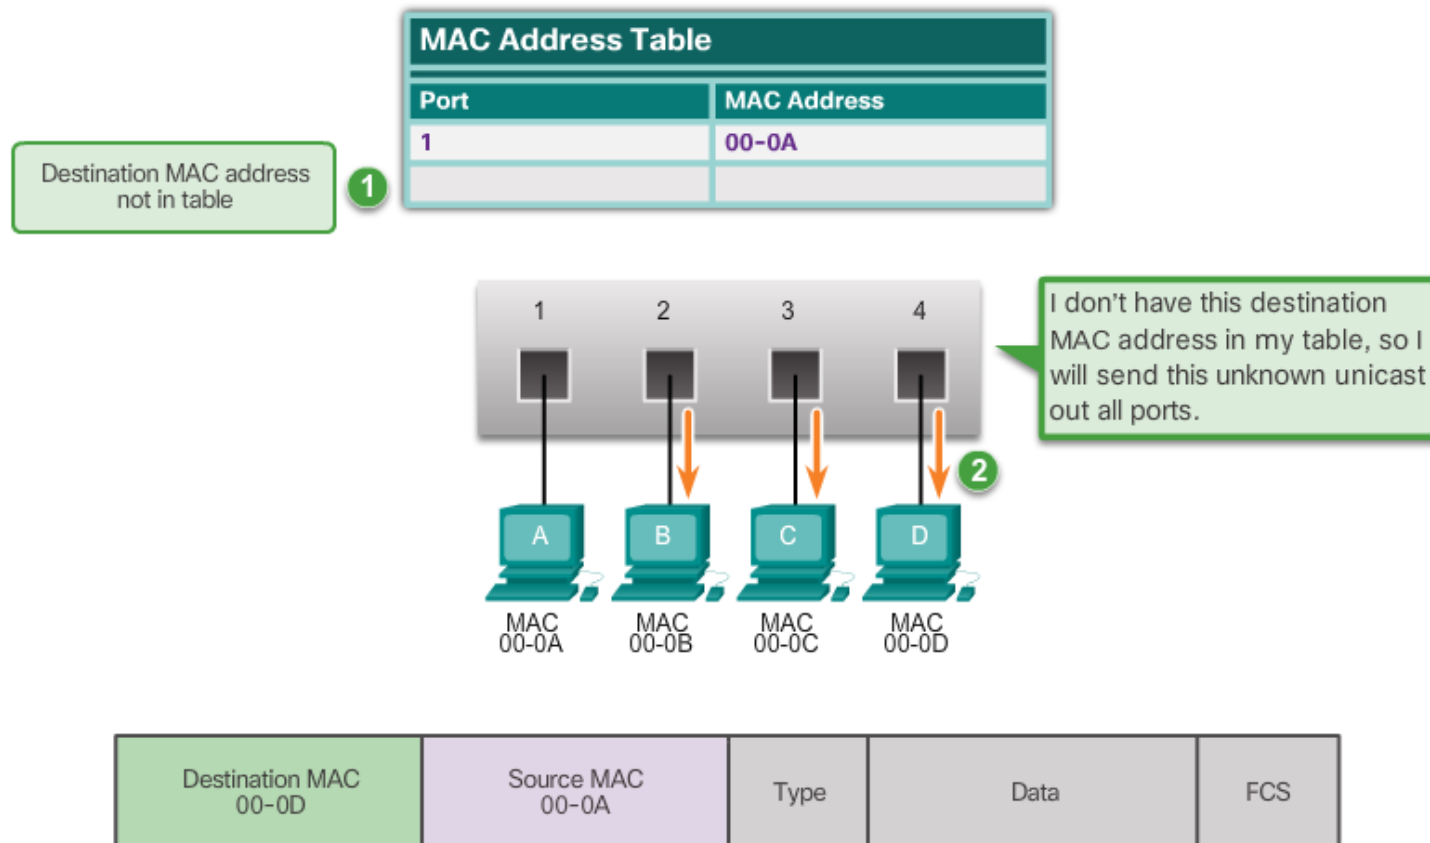 MAC Address Table
Port MAC Address
1 00-0A
Destination MAC address
not in table
1
1 2 3 4
I don't have this destination
MAC address in my table, so I
will send this unknown unicast
out all ports.
2
A B C D
MAC MAC MAC MAC
00-0A 00-0B 00-0C 00-0D
Destination MAC Source MAC Type Data FCS
00-0D 00-0A